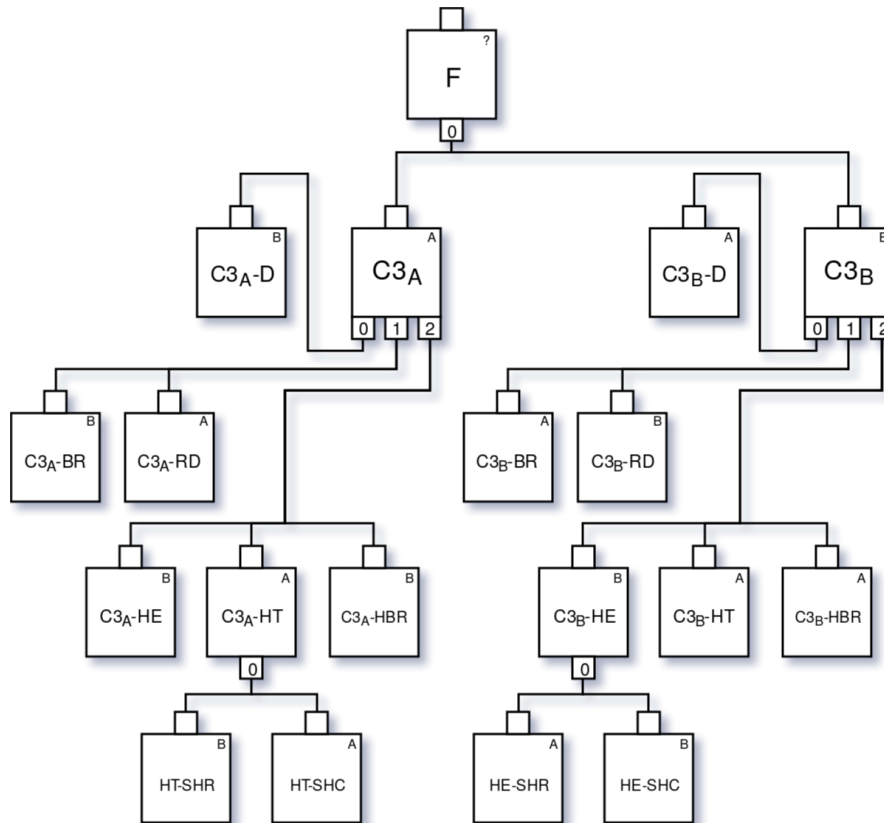 ?
F
0
B
C3A-D
A
C3A
0 1 2
A
C3B-D
B
C3B
0 1 2
B
C3A-BR
A
C3A-RD
A
C3B-BR
B
C3B-RD
B
C3A-HE
A
C3A-HT
0
B
C3A-HBR
B
C3B-HE
0
A
C3B-HT
A
C3B-HBR
B
HT-SHR
A
HT-SHC
A
HE-SHR
B
HE-SHC